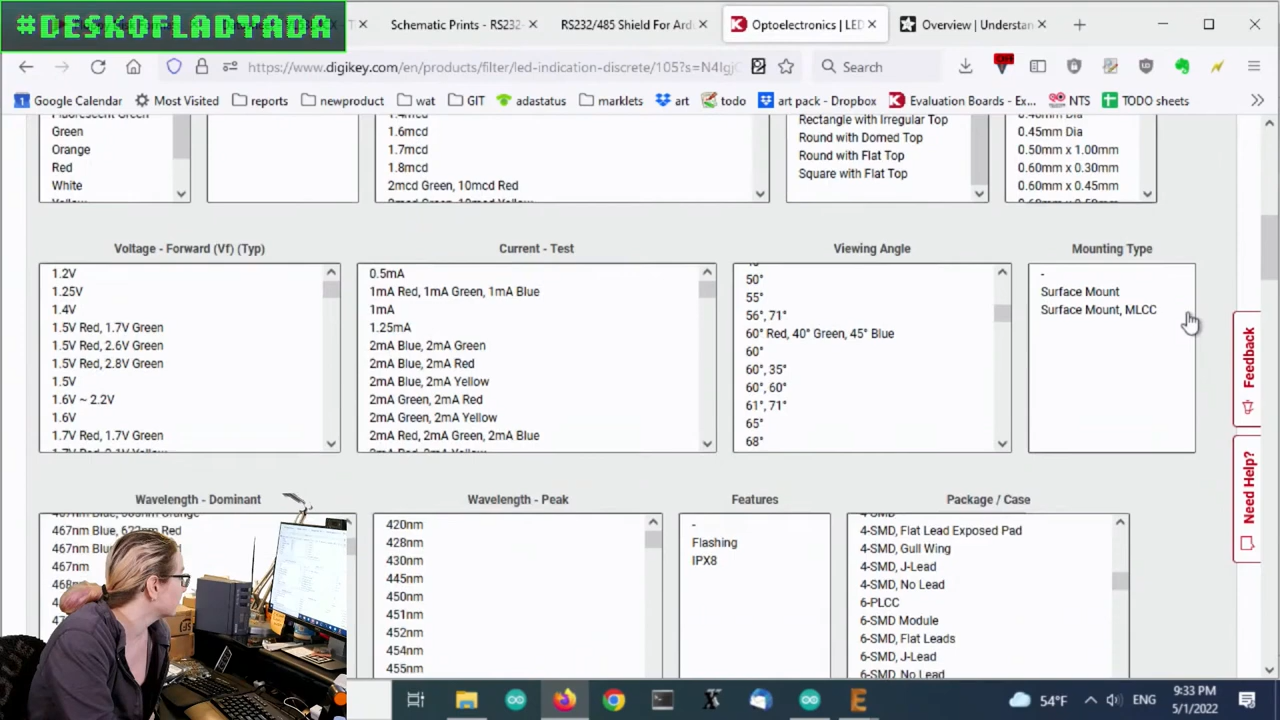 #DESKOFLADYADA
Schematic Prints - RS232-
RS232/485 Shield For Ard
Optoelectronics | LED
Overview | Understan
https://www.digikey.com/en/products/filter/led-indication-discrete/105?s=N4Igj
Search
Google Calendar
Most Visited
reports
newproduct
wat
GIT
adastatus
marklets
art
todo
art pack - Dropbox
Evaluation Boards - Ex...
NTS
TODO sheets
Green
Orange
Red
White
1.6mcd
1.7mcd
1.8mcd
2mcd Green, 10mcd Red
Rectangle with Irregular Top
Round with Domed Top
Round with Flat Top
Square with Flat Top
0.45mm Dia
0.50mm x 1.00mm
0.60mm x 0.30mm
0.60mm x 0.45mm
Voltage - Forward (Vf) (Typ)
1.2V
1.25V
1.4V
1.5V Red, 1.7V Green
1.5V Red, 2.6V Green
1.5V Red, 2.8V Green
1.5V
1.6V ~ 2.2V
1.6V
1.7V Red, 1.7V Green
Current - Test
0.5mA
1mA Red, 1mA Green, 1mA Blue
1mA
1.25mA
2mA Blue, 2mA Green
2mA Blue, 2mA Red
2mA Blue, 2mA Yellow
2mA Green, 2mA Red
2mA Green, 2mA Yellow
2mA Red, 2mA Green, 2mA Blue
Viewing Angle
50°
55°
56°, 71°
60° Red, 40° Green, 45° Blue
60°
60°, 35°
60°, 60°
61°, 71°
65°
68°
Mounting Type
-
Surface Mount
Surface Mount, MLCC
Feedback
Need Help?
Wavelength - Dominant
467nm Blue
467nm Bl
467nm
Wavelength - Peak
420nm
428nm
430nm
445nm
450nm
451nm
452nm
454nm
455nm
Features
-
Flashing
IPX8
Package / Case
4-SMD, Flat Lead Exposed Pad
4-SMD, Gull Wing
4-SMD, J-Lead
4-SMD, No Lead
6-PLCC
6-SMD Module
6-SMD, Flat Leads
6-SMD, J-Lead
6-SMD, No Lead
54°F
ENG
9:33 PM
5/1/2022